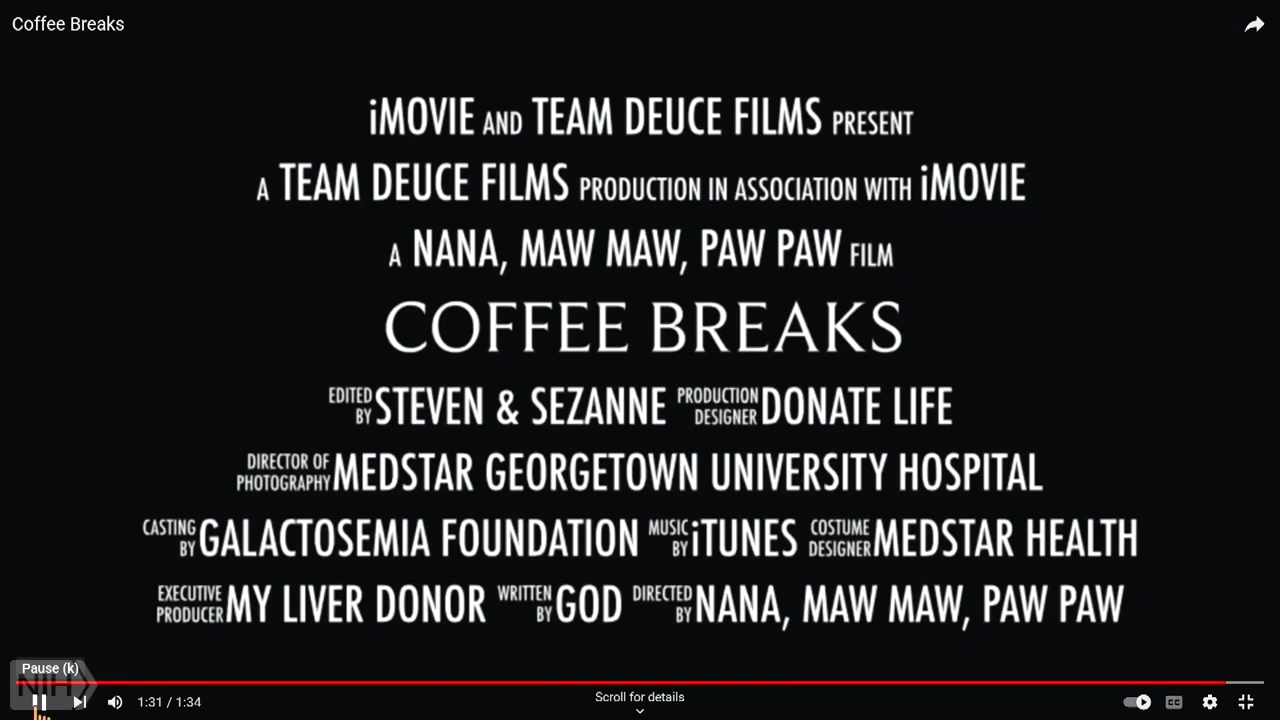 Coffee Breaks
iMOVIE AND TEAM DEUCE FILMS PRESENT
A TEAM DEUCE FILMS PRODUCTION IN ASSOCIATION WITH iMOVIE
A NANA, MAW MAW, PAW PAW FILM
COFFEE BREAKS
EDITED BY STEVEN & SEZANNE PRODUCTION DESIGNER DONATE LIFE
DIRECTOR OF PHOTOGRAPHY MEDSTAR GEORGETOWN UNIVERSITY HOSPITAL
CASTING BY GALACTOSEMIA FOUNDATION MUSIC BY iTUNES COSTUME DESIGNER MEDSTAR HEALTH
EXECUTIVE PRODUCER MY LIVER DONOR WRITTEN BY GOD DIRECTED BY NANA, MAW MAW, PAW PAW
Pause (k)
NIH
1:31 / 1:34
Scroll for details
CC